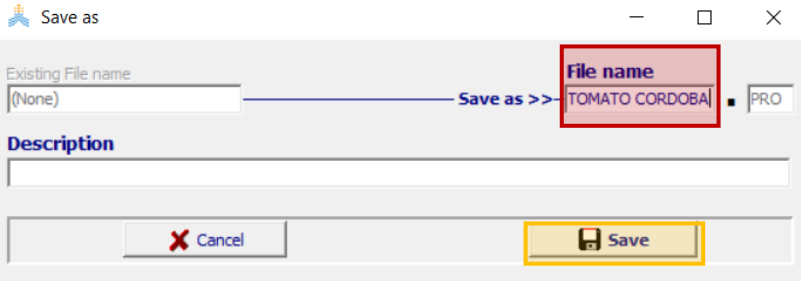 Save as
Existing File name
File name
(None)
Save as >>
TOMATO CORDOBA
. PRO
Description
Cancel
Save